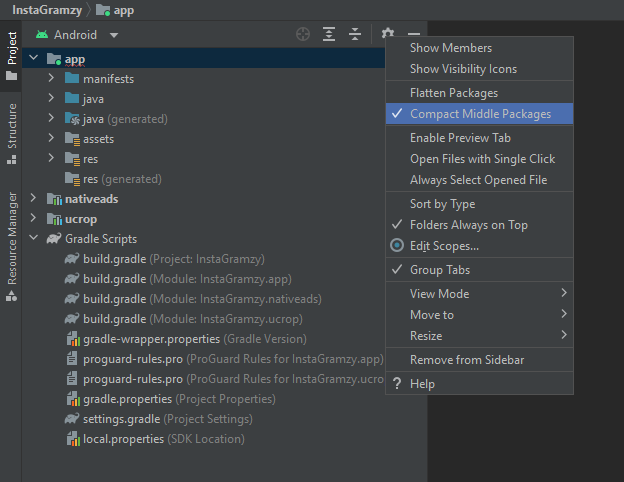 InstaGramzy app
Android
Project
Structure
Resource Manager
app
manifests
java
java (generated)
assets
res
res (generated)
nativeads
ucrop
Gradle Scripts
build.gradle (Project: InstaGramzy)
build.gradle (Module: InstaGramzy.app)
build.gradle (Module: InstaGramzy.nativeads)
build.gradle (Module: InstaGramzy.ucrop)
gradle-wrapper.properties (Gradle Version)
proguard-rules.pro (ProGuard Rules for InstaGramzy.app)
proguard-rules.pro (ProGuard Rules for InstaGramzy.ucro
gradle.properties (Project Properties)
settings.gradle (Project Settings)
local.properties (SDK Location)
Show Members
Show Visibility Icons
Flatten Packages
Compact Middle Packages
Enable Preview Tab
Open Files with Single Click
Always Select Opened File
Sort by Type
Folders Always on Top
Edit Scopes...
Group Tabs
View Mode
Move to
Resize
Remove from Sidebar
? Help